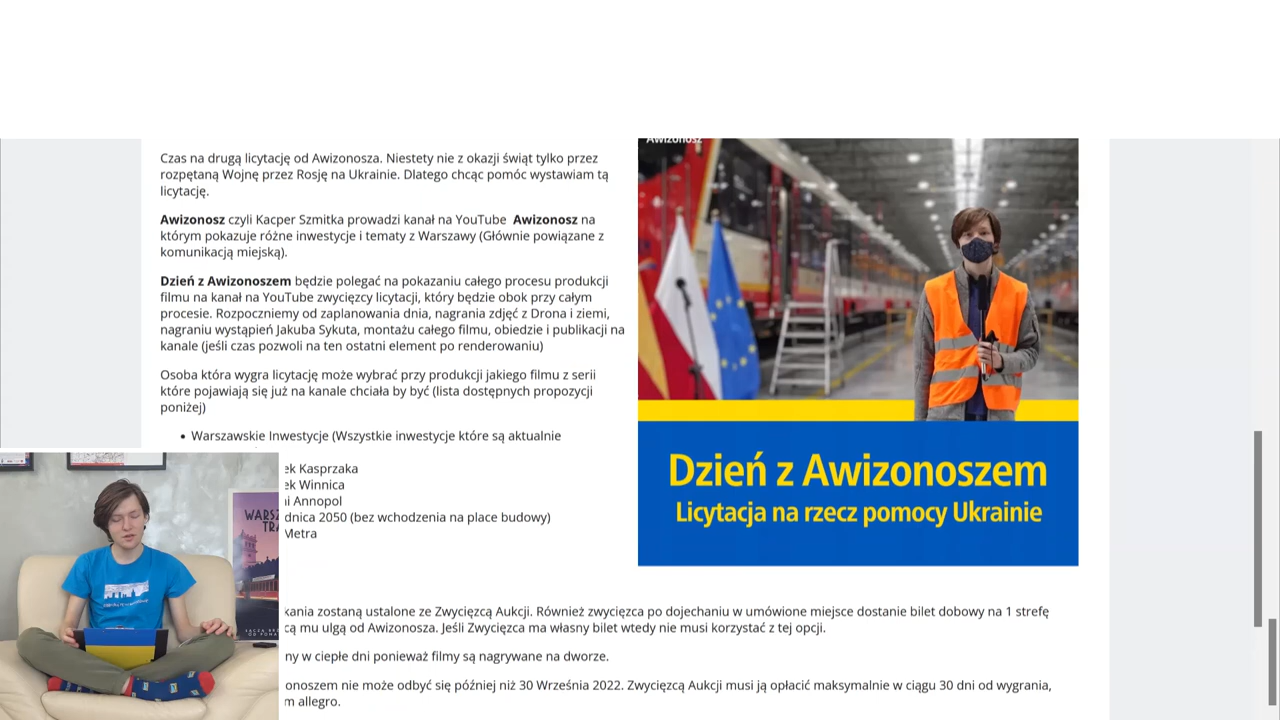 Awizonosz
Czas na drugą licytację od Awizonosza. Niestety nie z okazji świąt tylko przez
rozpętaną Wojnę przez Rosję na Ukrainie. Dlatego chcąc pomóc wystawiam tą
licytację.
Awizonosz czyli Kacper Szmitka prowadzi kanał na YouTube Awizonosz na
którym pokazuje różne inwestycje i tematy z Warszawy (Głównie powiązane z
komunikacją miejską).
Dzień z Awizonoszem będzie polegać na pokazaniu całego procesu produkcji
filmu na kanał na YouTube zwycięzcy licytacji, który będzie obok przy całym
procesie. Rozpoczniemy od zaplanowania dnia, nagrania zdjęć z Drona i ziemi,
nagraniu wystąpień Jakuba Sykuta, montażu całego filmu, obiedzie i publikacji na
kanale (jeśli czas pozwoli na ten ostatni element po renderowaniu)
Osoba która wygra licytację może wybrać przy produkcji jakiego filmu z serii
które pojawiają się już na kanale chciała by być (lista dostępnych propozycji
poniżej)
• Warszawskie Inwestycje (Wszystkie inwestycje które są aktualnie
ek Kasprzaka
ek Winnica
ni Annopol
dnica 2050 (bez wchodzenia na place budowy)
Metra
Dzień z Awizonoszem
Licytacja na rzecz pomocy Ukrainie
kania zostaną ustalone ze Zwycięzcą Aukcji. Również zwycięzca po dojechaniu w umówione miejsce dostanie bilet dobowy na 1 strefę
cą mu ulgą od Awizonosza. Jeśli Zwycięzca ma własny bilet wtedy nie musi korzystać z tej opcji.
ny w ciepłe dni ponieważ filmy są nagrywane na dworze.
onoszem nie może odbyć się później niż 30 Września 2022. Zwycięzcą Aukcji musi ją opłacić maksymalnie w ciągu 30 dni od wygrania,
m allegro.
WARSZ
TRA